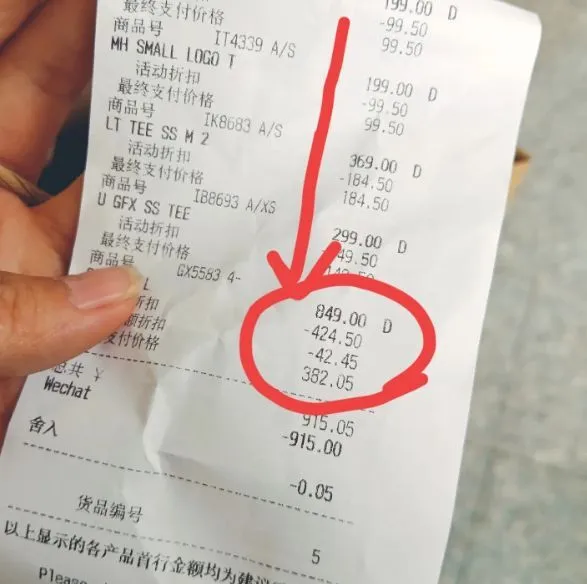 199.00 D
-99.50
最终支付价格 99.50
商品号 IT4339 A/S
MH SMALL LOGO T 199.00 D
活动折扣 -99.50
最终支付价格 99.50
商品号 IK8683 A/S
LT TEE SS M 2 369.00 D
活动折扣 -184.50
最终支付价格 184.50
商品号 IB8693 A/XS
U GFX SS TEE 299.00 D
活动折扣 49.50
最终支付价格
商品号 GX5583 4-
L 849.00 D
折扣 -424.50
额折扣 -42.45
支付价格 382.05
总共 ¥ 915.05
Wechat -915.00
舍入 -0.05
货品编号 5
以上显示的各产品首行金额均为建议
Please